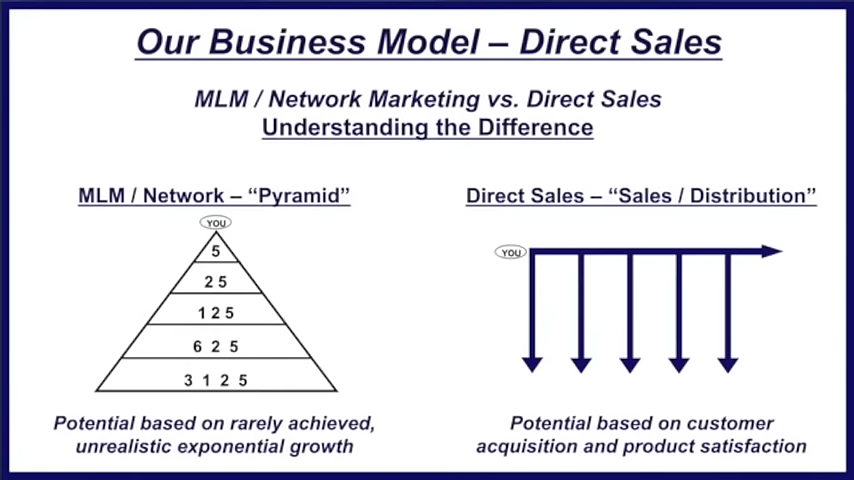 Our Business Model – Direct Sales
MLM / Network Marketing vs. Direct Sales
Understanding the Difference
MLM / Network – “Pyramid”
YOU
5
2 5
1 2 5
6 2 5
3 1 2 5
Potential based on rarely achieved,
unrealistic exponential growth
Direct Sales – “Sales / Distribution”
YOU
Potential based on customer
acquisition and product satisfaction